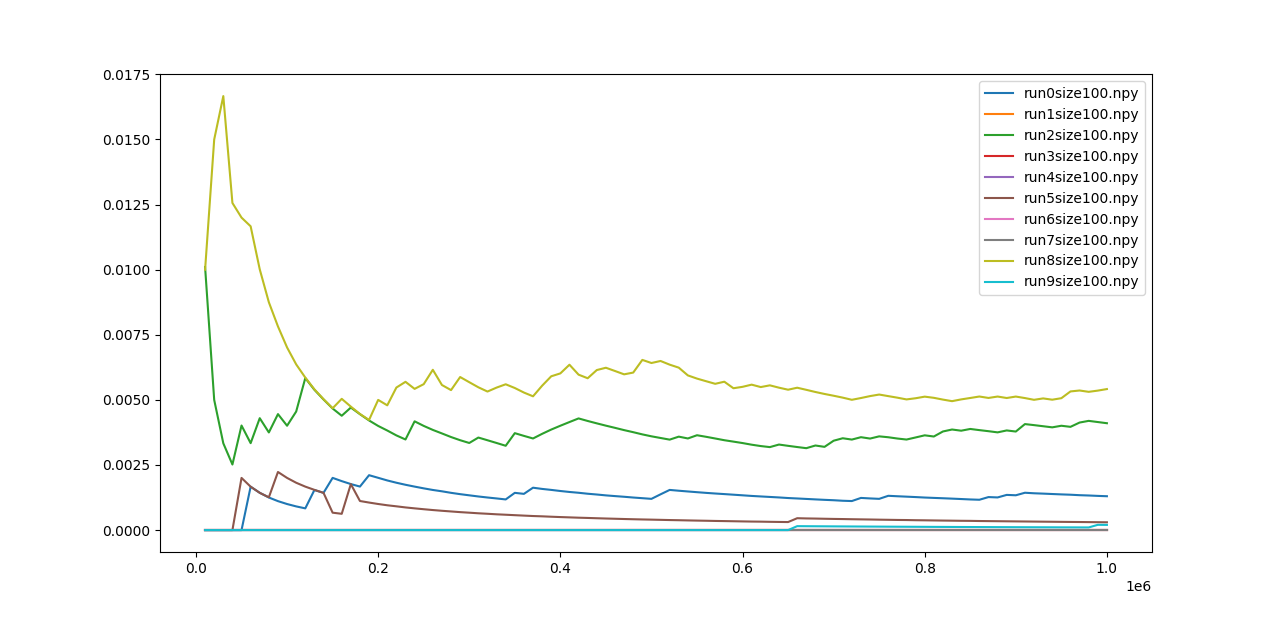 0.0175
0.0150
0.0125
0.0100
0.0075
0.0050
0.0025
0.0000
0.0 0.2 0.4 0.6 0.8 1.0
1e6
run0size100.npy
run1size100.npy
run2size100.npy
run3size100.npy
run4size100.npy
run5size100.npy
run6size100.npy
run7size100.npy
run8size100.npy
run9size100.npy